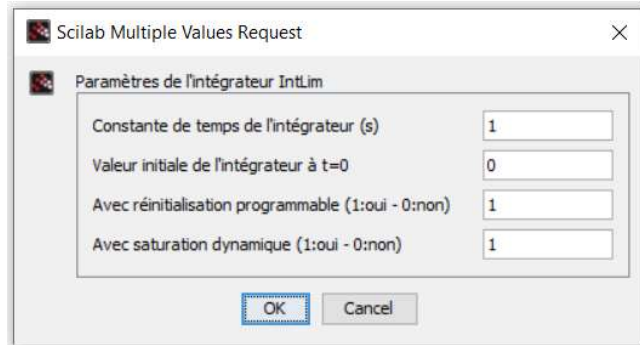 Scilab Multiple Values Request
Paramètres de l'intégrateur IntLim
Constante de temps de l'intégrateur (s) 1
Valeur initiale de l'intégrateur à t=0 0
Avec réinitialisation programmable (1:oui - 0:non) 1
Avec saturation dynamique (1:oui - 0:non) 1
OK Cancel